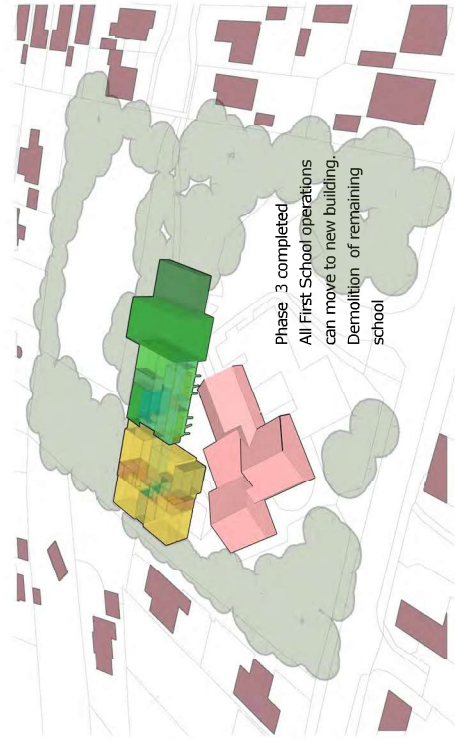 Phase 3 completed
All First School operations
can move to new building.
Demolition of remaining
school